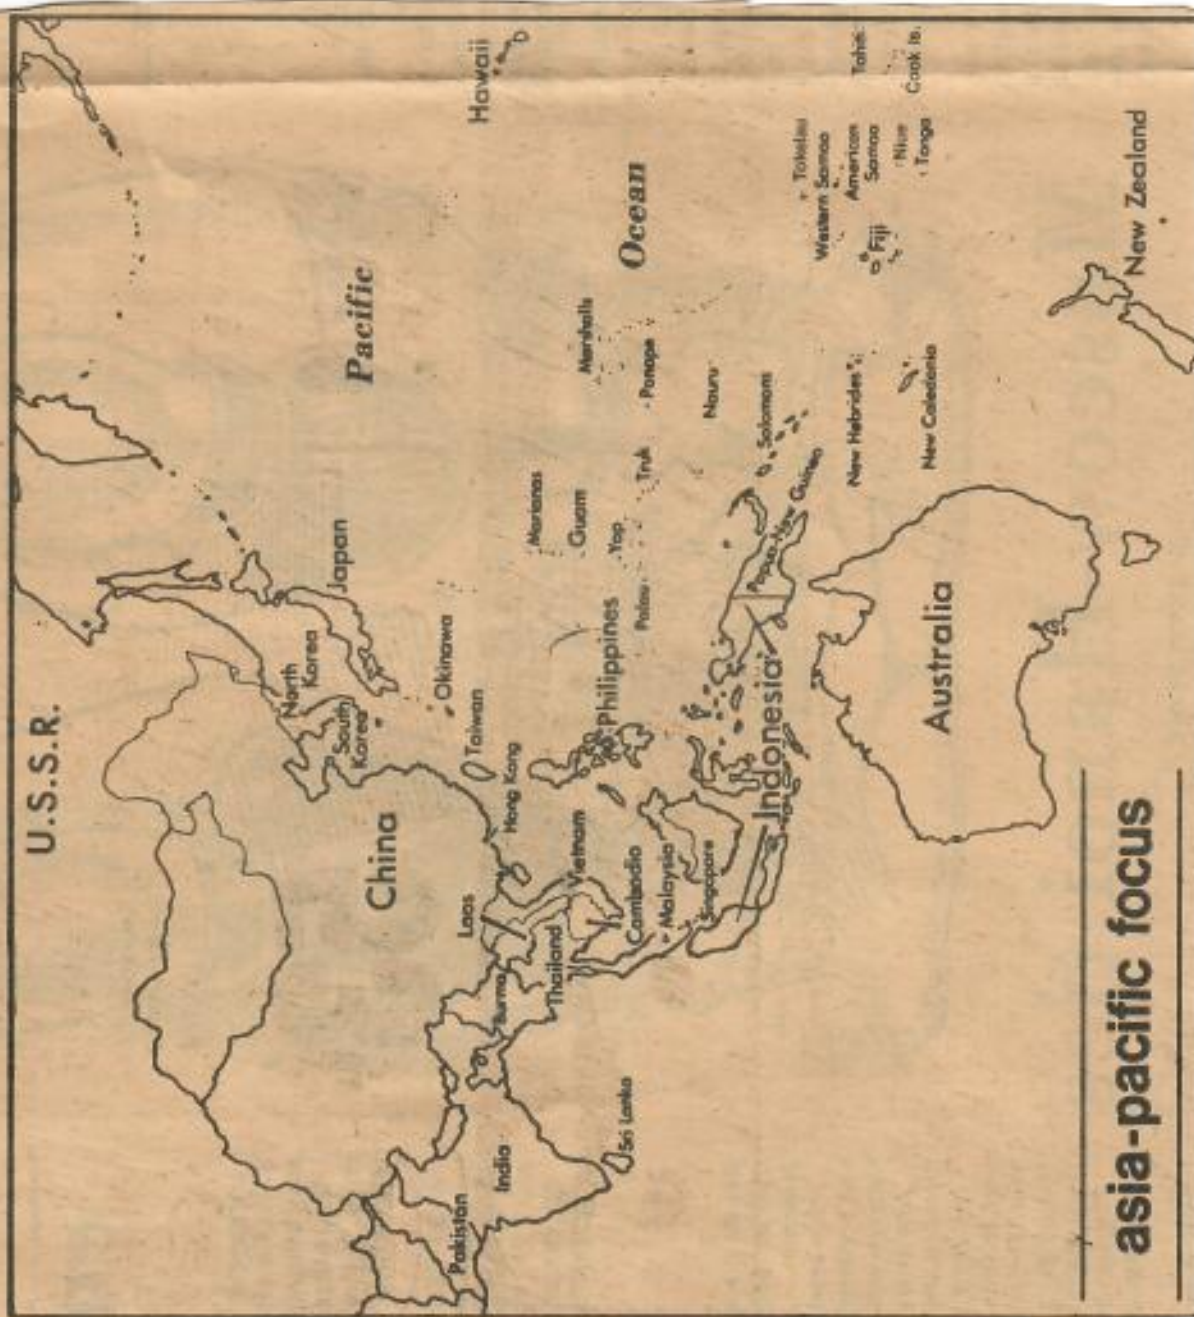 U.S.S.R.
Hawaii
Pacific
Ocean
Japan
North
Korea
South
Korea
China
Okinawa
Taiwan
Hong Kong
Marianas
Guam
Yap
Palau
Truk
Ponape
Marshalls
Nauru
Solomons
Philippines
Laos
Vietnam
Cambodia
Thailand
Burma
Malaysia
Singapore
Indonesia
Papua-New Guinea
Pakistan
India
Sri Lanka
Tokelau
Western Samoa
American
Samoa
Niue
Tonga
Tahiti
Cook Is.
Fiji
New Hebrides
New Caledonia
Australia
New Zealand
asia-pacific focus